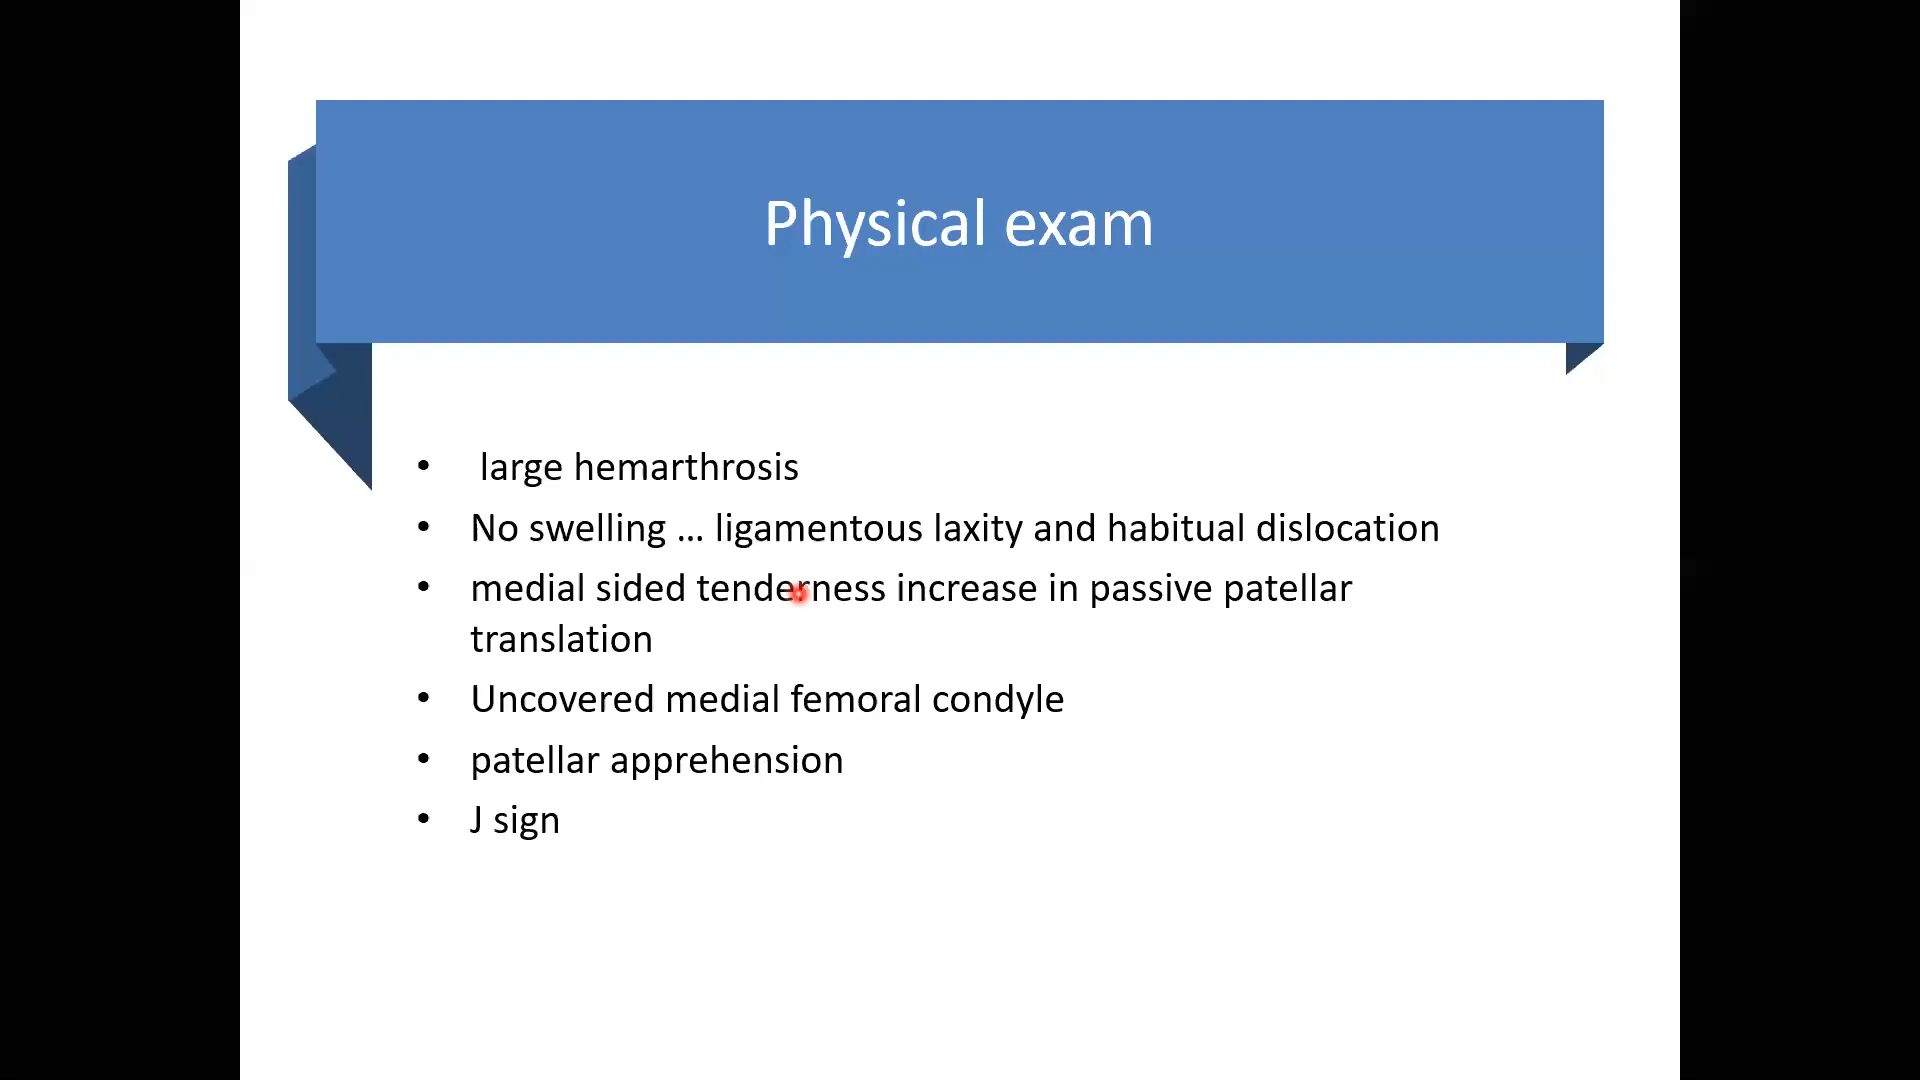 Physical exam
• large hemarthrosis
• No swelling ... ligamentous laxity and habitual dislocation
• medial sided tenderness increase in passive patellar
translation
• Uncovered medial femoral condyle
• patellar apprehension
• J sign